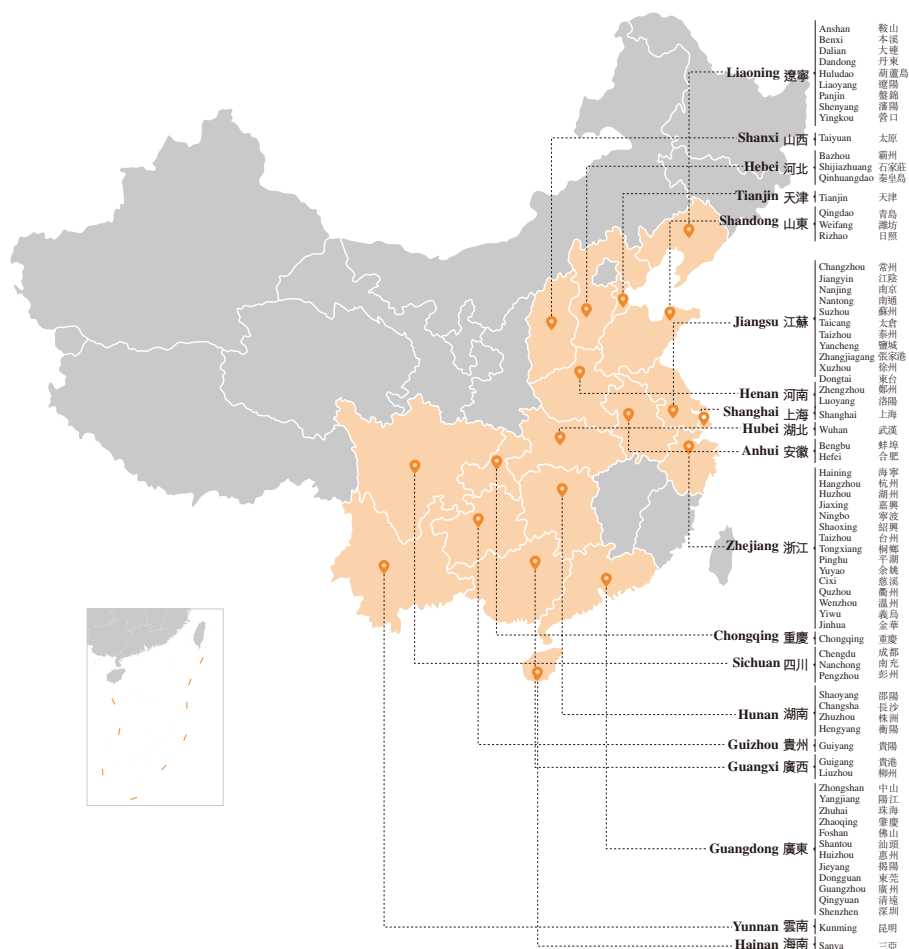 Liaoning 遼寧
Anshan 鞍山
Benxi 本溪
Dalian 大連
Dandong 丹東
Huludao 葫蘆島
Liaoyang 遼陽
Panjin 盤錦
Shenyang 瀋陽
Yingkou 營口
Shanxi 山西
Taiyuan 太原
Hebei 河北
Bazhou 霸州
Shijiazhuang 石家莊
Qinhuangdao 秦皇島
Tianjin 天津
Tianjin 天津
Shandong 山東
Qingdao 青島
Weifang 濰坊
Rizhao 日照
Jiangsu 江蘇
Changzhou 常州
Jiangyin 江陰
Nanjing 南京
Nantong 南通
Suzhou 蘇州
Taicang 太倉
Taizhou 泰州
Yancheng 鹽城
Zhangjiagang 張家港
Xuzhou 徐州
Dongtai 東台
Henan 河南
Zhengzhou 鄭州
Luoyang 洛陽
Shanghai 上海
Shanghai 上海
Hubei 湖北
Wuhan 武漢
Anhui 安徽
Bengbu 蚌埠
Hefei 合肥
Zhejiang 浙江
Haining 海寧
Hangzhou 杭州
Huzhou 湖州
Jiaxing 嘉興
Ningbo 寧波
Shaoxing 紹興
Taizhou 台州
Tongxiang 桐鄉
Pinghu 平湖
Yuyao 余姚
Cixi 慈溪
Quzhou 衢州
Wenzhou 溫州
Yiwu 義烏
Jinhua 金華
Chongqing 重慶
Chongqing 重慶
Sichuan 四川
Chengdu 成都
Nanchong 南充
Pengzhou 彭州
Hunan 湖南
Shaoyang 邵陽
Changsha 長沙
Zhuzhou 株洲
Hengyang 衡陽
Guizhou 貴州
Guiyang 貴陽
Guangxi 廣西
Guigang 貴港
Liuzhou 柳州
Guangdong 廣東
Zhongshan 中山
Yangjiang 陽江
Zhuhai 珠海
Zhaoqing 肇慶
Foshan 佛山
Shantou 汕頭
Huizhou 惠州
Jieyang 揭陽
Dongguan 東莞
Guangzhou 廣州
Qingyuan 清遠
Shenzhen 深圳
Yunnan 雲南
Kunming 昆明
Hainan 海南
Sanya 三亞